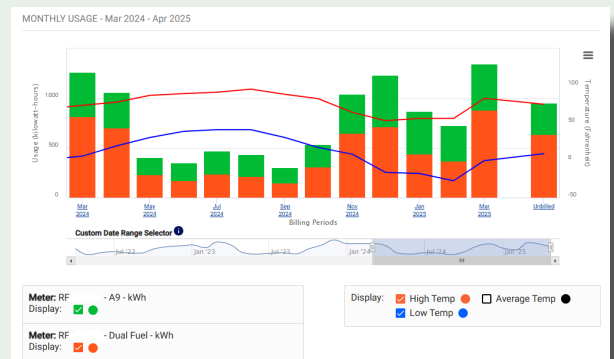 MONTHLY USAGE - Mar 2024 - Apr 2025
Usage (kilowatt-hours)
1000
500
0
Temperature (Fahrenheit)
100
50
0
-50
Mar 2024
May 2024
Jul 2024
Sep 2024
Nov 2024
Jan 2025
Mar 2025
Unbilled
Billing Periods
Custom Date Range Selector
Jul '22
Jan '23
Jul '23
Jan '24
Jul '24
Jan '25
Meter: RF - A9 - kWh
Display:
Meter: RF - Dual Fuel - kWh
Display:
Display: High Temp Average Temp
Low Temp